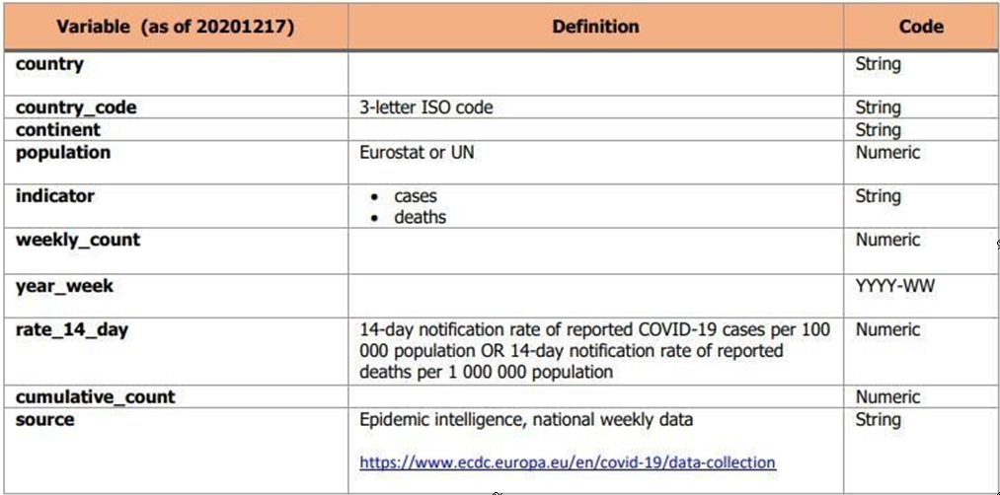 Variable (as of 20201217) Definition Code
country String
country_code 3-letter ISO code String
continent String
population Eurostat or UN Numeric
indicator • cases String
• deaths
weekly_count Numeric
year_week YYYY-WW
rate_14_day 14-day notification rate of reported COVID-19 cases per 100 Numeric
000 population OR 14-day notification rate of reported
deaths per 1 000 000 population
cumulative_count Numeric
source Epidemic intelligence, national weekly data String
https://www.ecdc.europa.eu/en/covid-19/data-collection